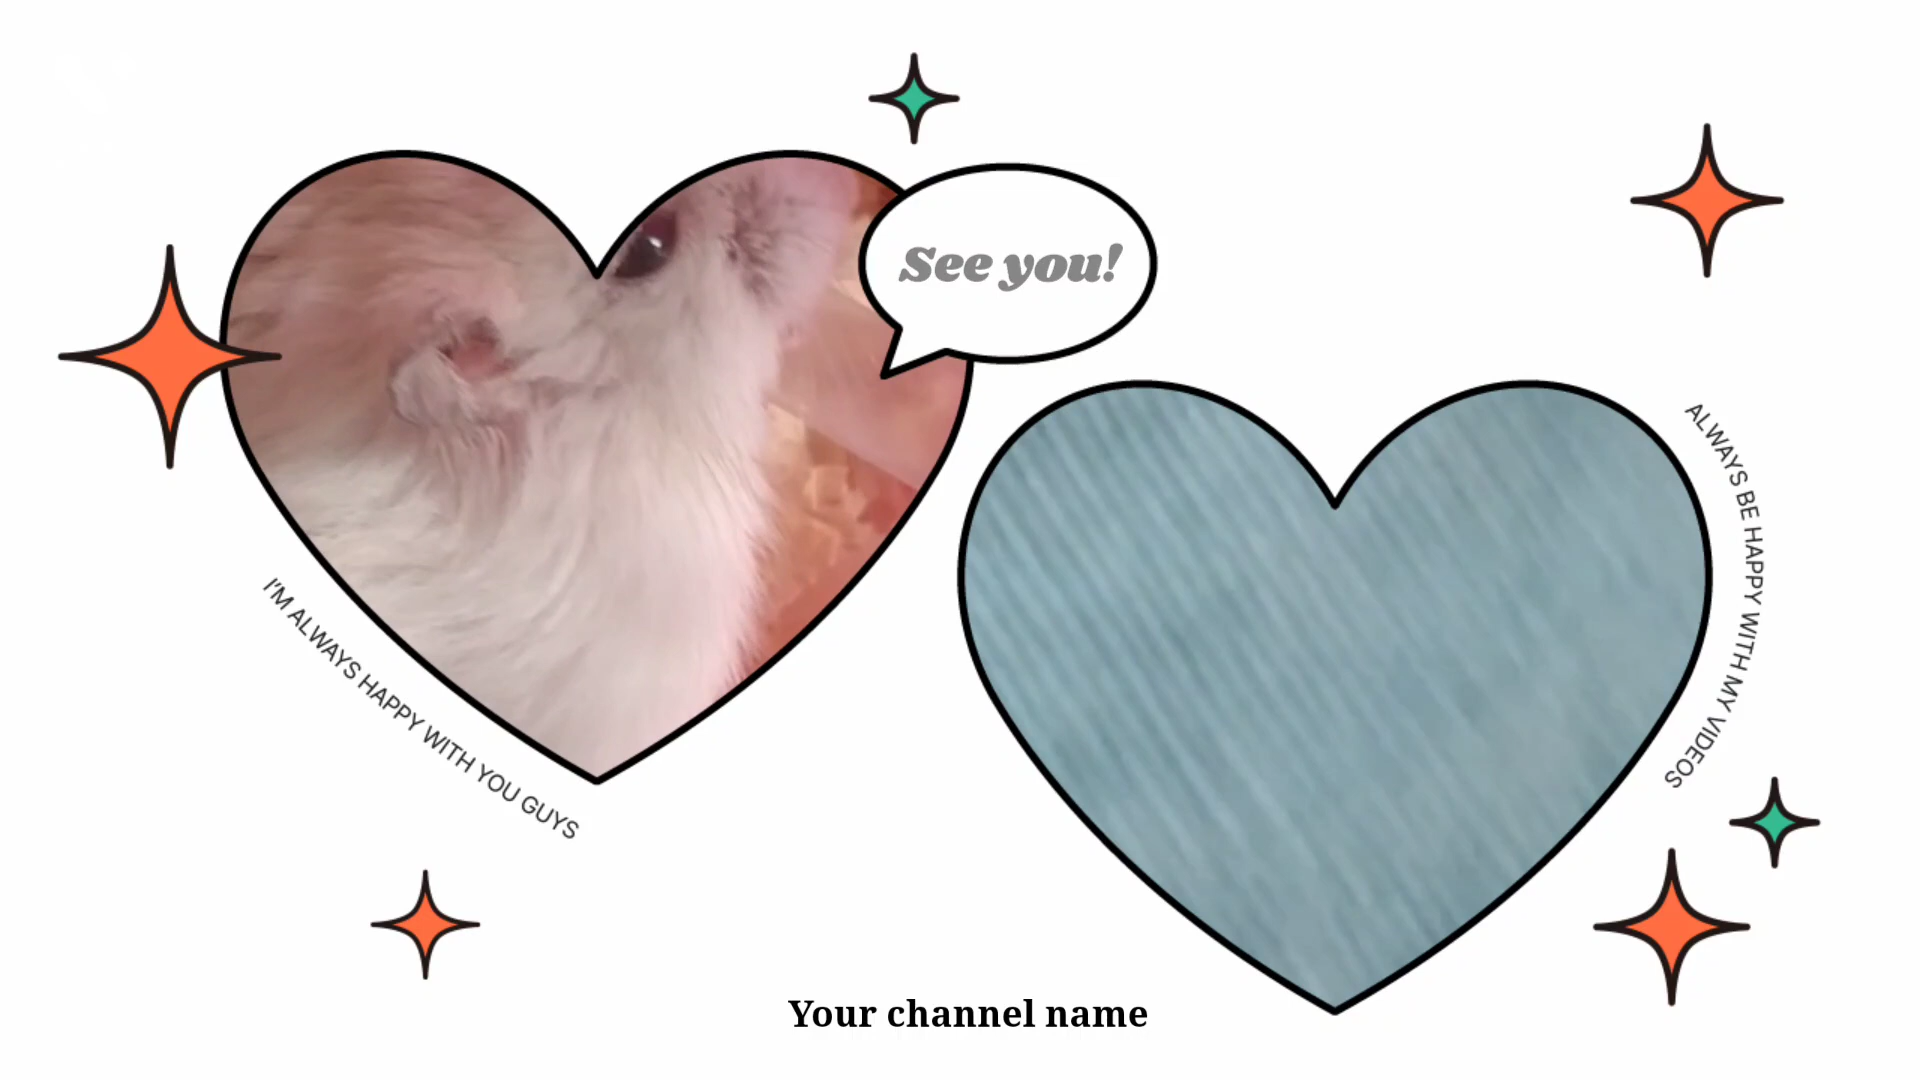 See you!
ALWAYS BE HAPPY WITH MY VIDEOS
I'M ALWAYS HAPPY WITH YOU GUYS
Your channel name